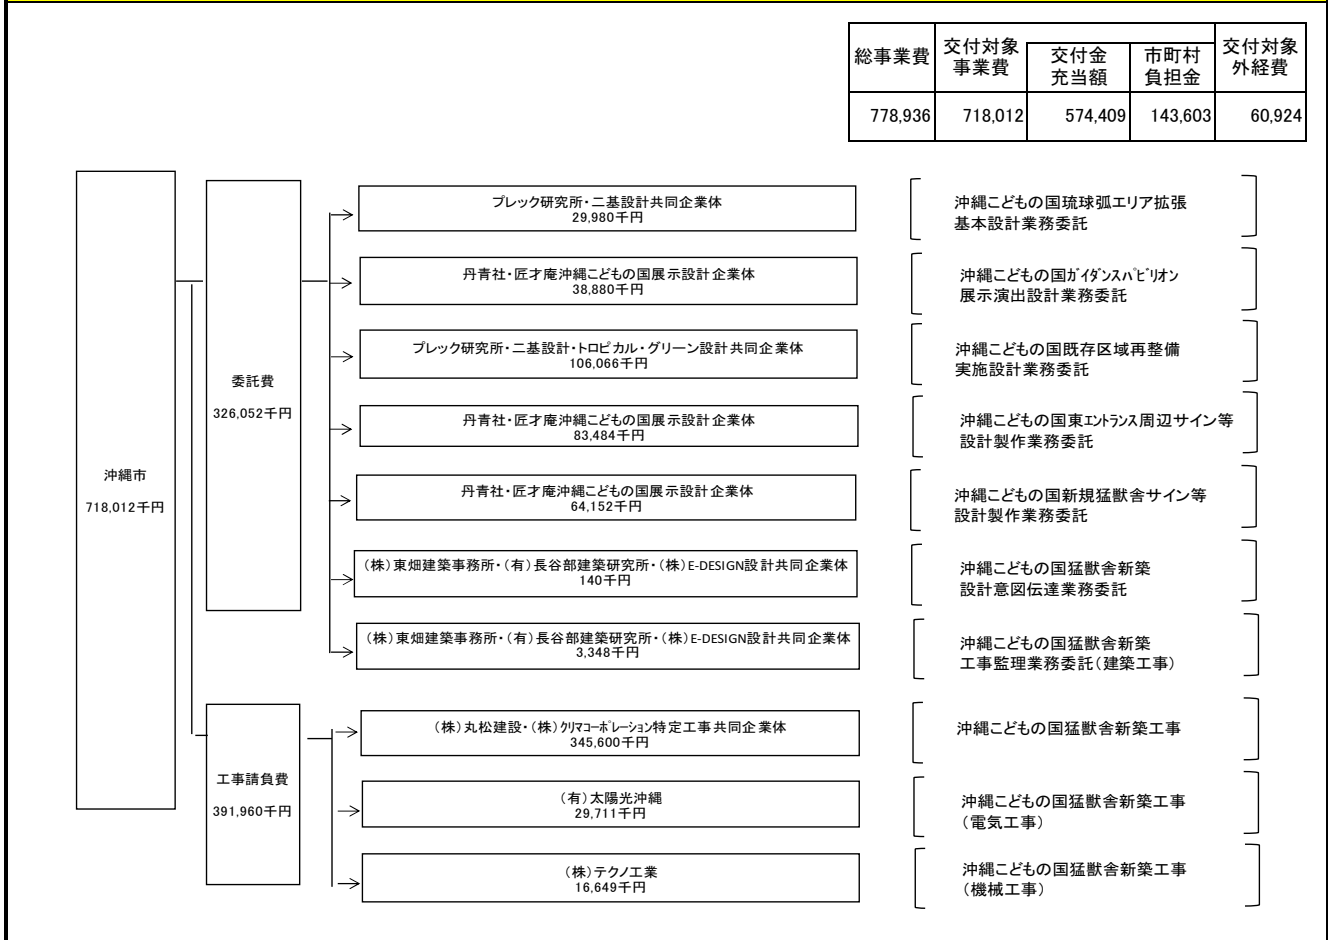 総事業費
交付対象
事業費
交付金
充当額
市町村
負担金
交付対象
外経費
778,936
718,012
574,409
143,603
60,924
沖縄市
718,012千円
委託費
326,052千円
プレック研究所・二基設計共同企業体
29,980千円
沖縄こどもの国琉球弧エリア拡張
基本設計業務委託
丹青社・匠才庵沖縄こどもの国展示設計企業体
38,880千円
沖縄こどもの国ｶﾞｲﾀﾞﾝｽﾊﾟﾋﾞﾘオン
展示演出設計業務委託
プレック研究所・二基設計・トロピカル・グリーン設計共同企業体
106,066千円
沖縄こどもの国既存区域再整備
実施設計業務委託
丹青社・匠才庵沖縄こどもの国展示設計企業体
83,484千円
沖縄こどもの国東ｴﾝﾄﾗﾝｽ周辺サイン等
設計製作業務委託
丹青社・匠才庵沖縄こどもの国展示設計企業体
64,152千円
沖縄こどもの国新規猛獣舎サイン等
設計製作業務委託
（株）東畑建築事務所・（有）長谷部建築研究所・（株）E-DESIGN設計共同企業体
140千円
沖縄こどもの国猛獣舎新築
設計意図伝達業務委託
（株）東畑建築事務所・（有）長谷部建築研究所・（株）E-DESIGN設計共同企業体
3,348千円
沖縄こどもの国猛獣舎新築
工事監理業務委託（建築工事）
工事請負費
391,960千円
（株）丸松建設・（株）ｸﾘﾏｺｰﾎﾟﾚｰｼｮﾝ特定工事共同企業体
345,600千円
沖縄こどもの国猛獣舎新築工事
（有）太陽光沖縄
29,711千円
沖縄こどもの国猛獣舎新築工事
（電気工事）
（株）テクノ工業
16,649千円
沖縄こどもの国猛獣舎新築工事
（機械工事）